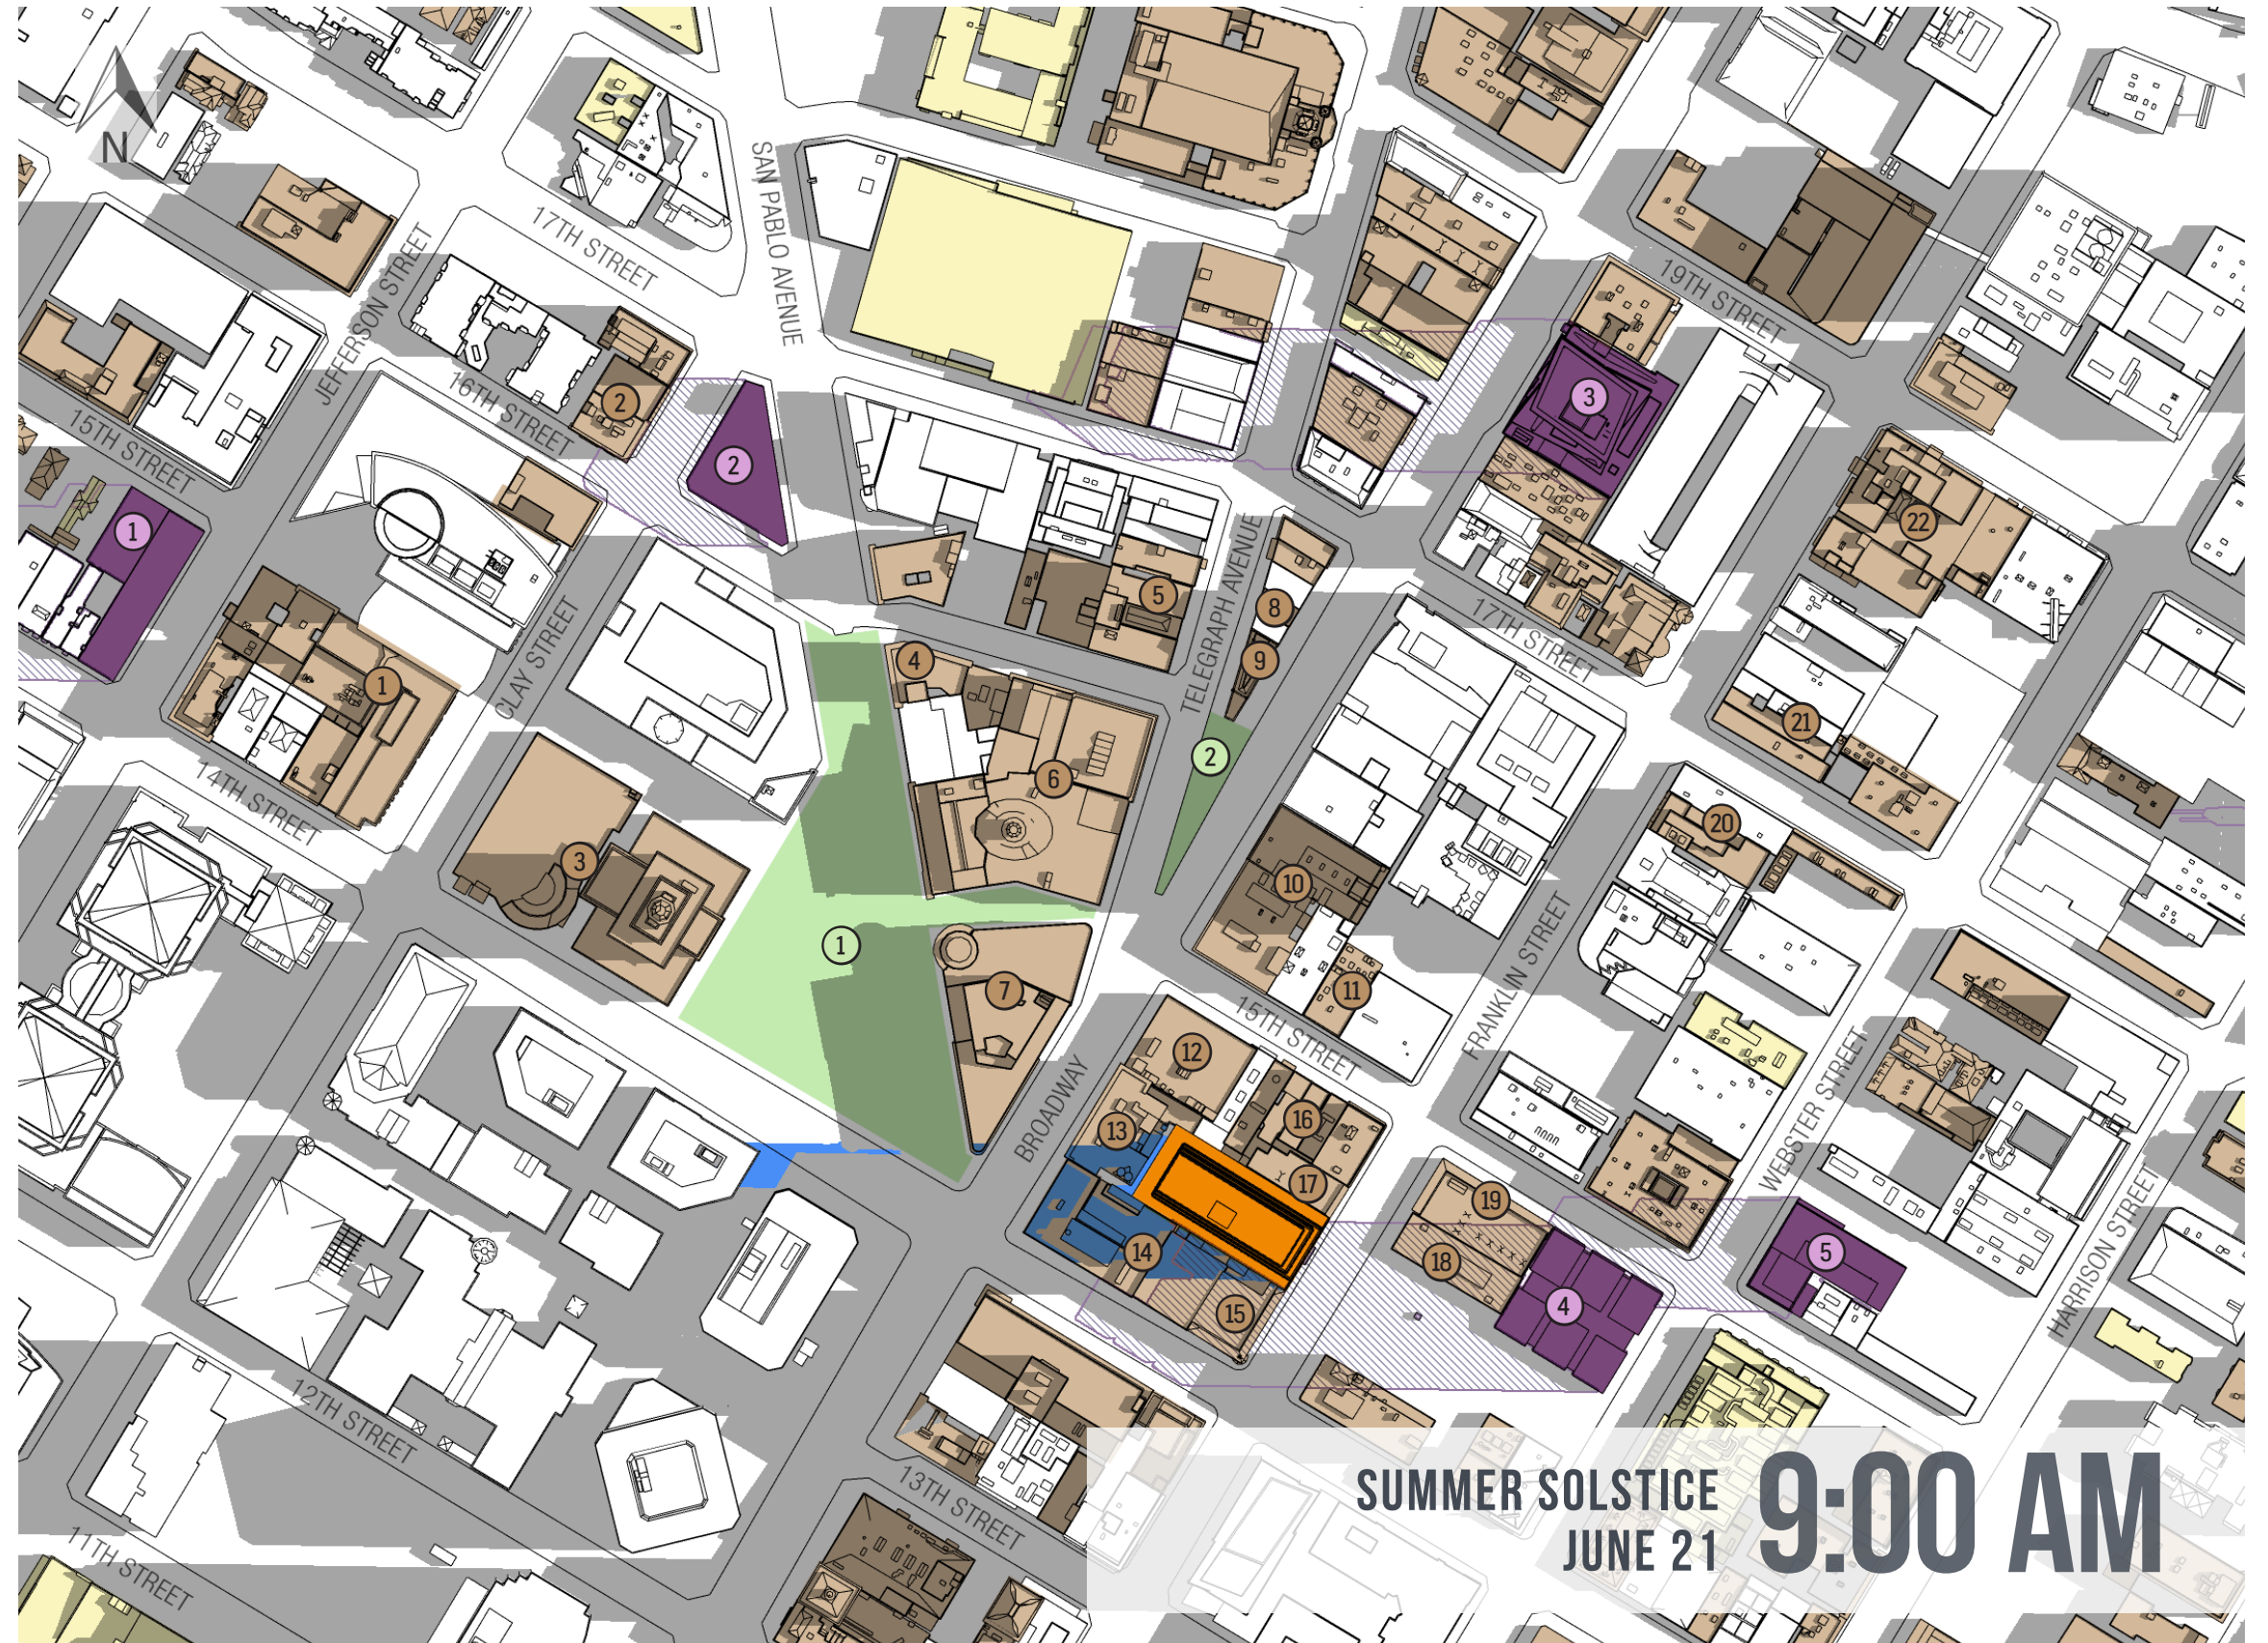 N
SAN PABLO AVENUE
17TH STREET
JEFFERSON STREET
19TH STREET
16TH STREET
2
3
15TH STREET
2
1
22
TELEGRAPH AVENUE
5
8
17TH STREET
CLAY STREET
4
9
1
21
2
6
14TH STREET
20
3
10
FRANKLIN STREET
1
7
11
15TH STREET
12
WEBSTER STREET
BROADWAY
16
13
17
19
HARRISON STREET
14
18
5
15
4
12TH STREET
13TH STREET
11TH STREET
SUMMER SOLSTICE
JUNE 21
9:00 AM